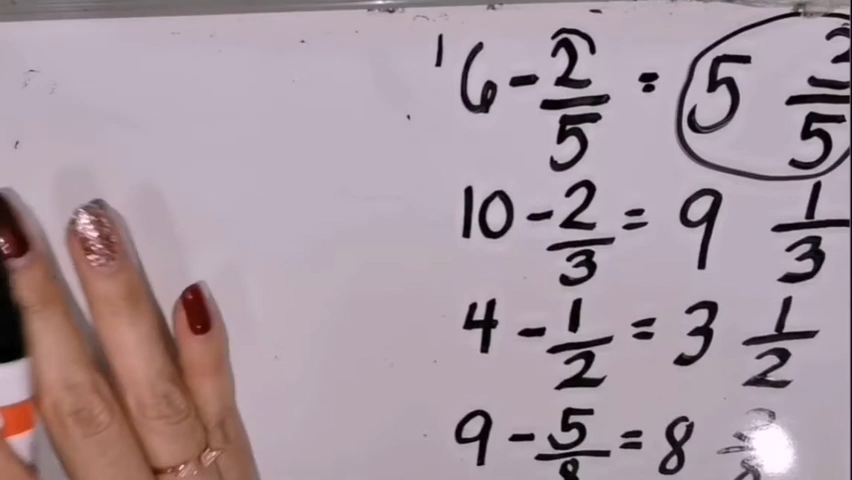 1 6 - 2/5 = 5 3/5
10 - 2/3 = 9 1/3
4 - 1/2 = 3 1/2
9 - 5/8 = 8